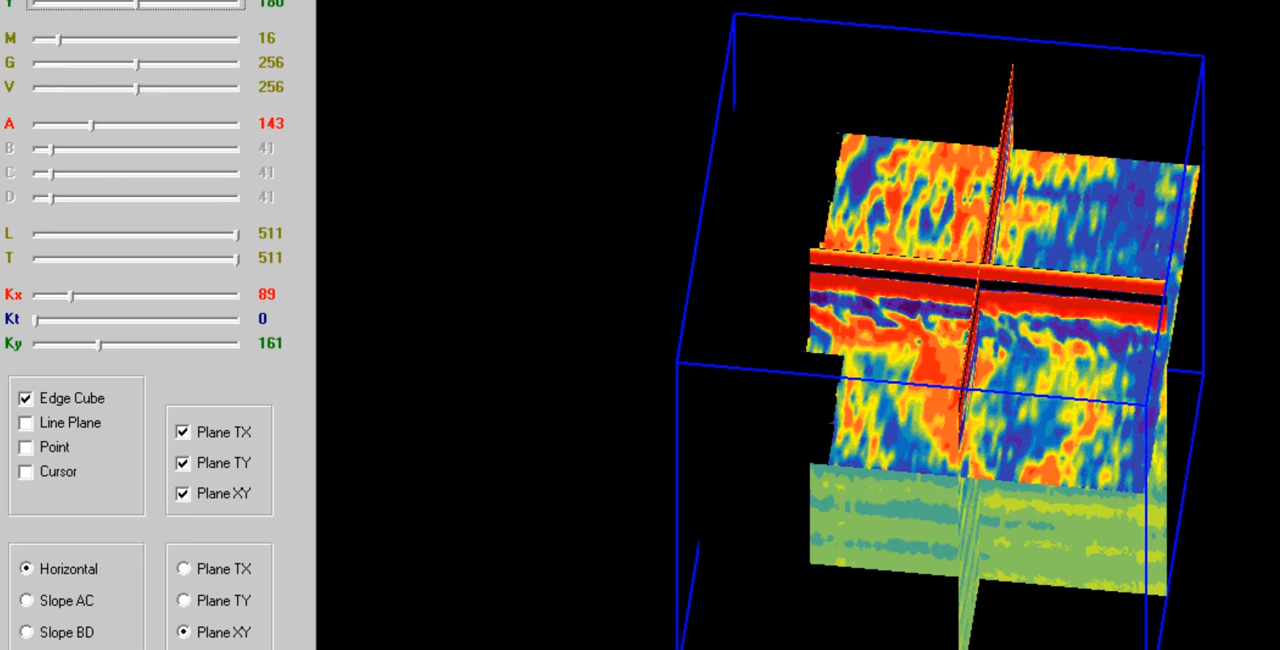 T 180
M 16
G 256
V 256
A 143
B 41
C 41
D 41
L 511
T 511
Kx 89
Kt 0
Ky 161
Edge Cube
Line Plane
Point
Cursor
Plane TX
Plane TY
Plane XY
Horizontal
Slope AC
Slope BD
Plane TX
Plane TY
Plane XY